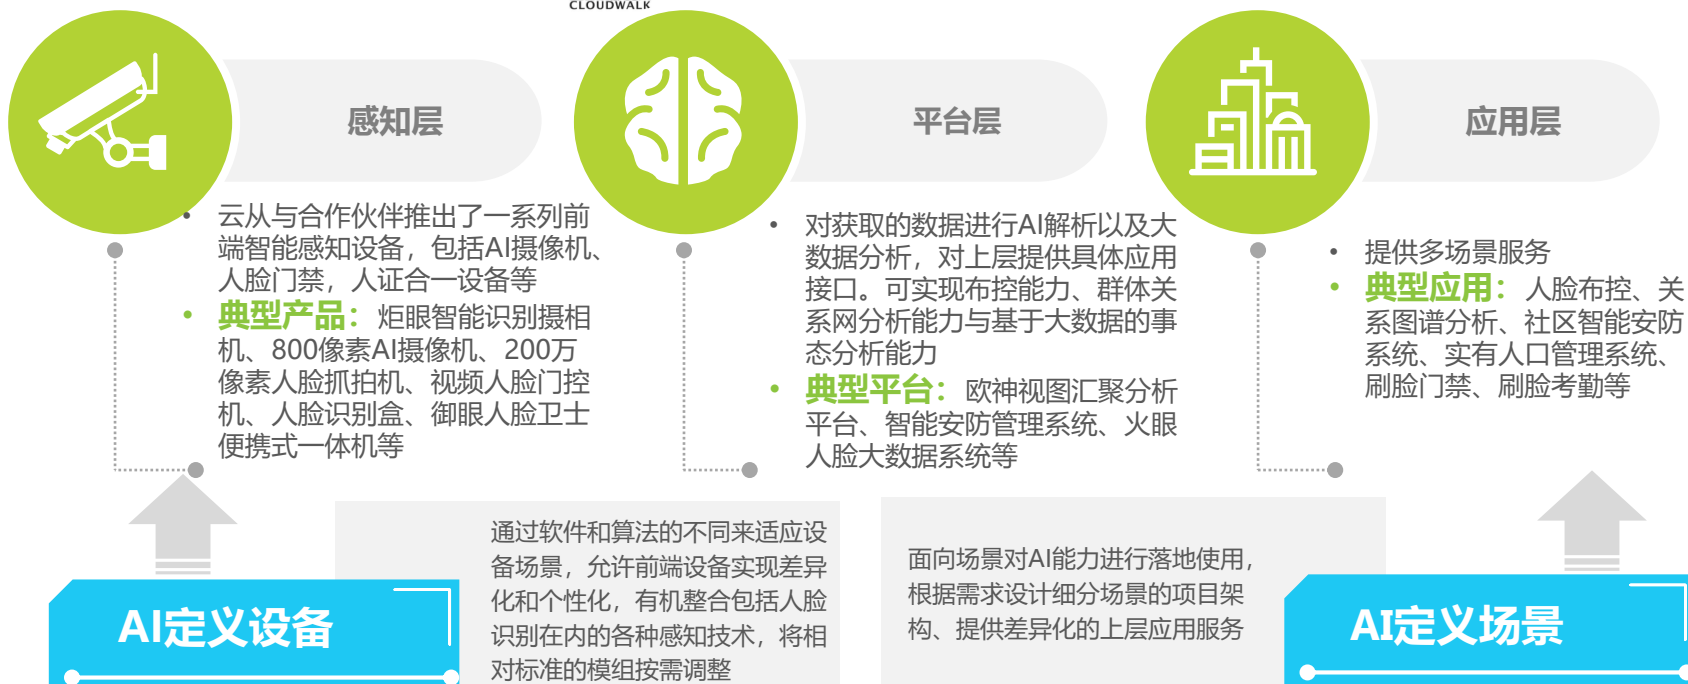 CLOUDWALK
感知层
云从与合作伙伴推出了一系列前
端智能感知设备，包括AI摄像机、
人脸门禁，人证合一设备等
典型产品：炬眼智能识别摄相
机、800像素AI摄像机、200万
像素人脸抓拍机、视频人脸门控
机、人脸识别盒、御眼人脸卫士
便携式一体机等
平台层
对获取的数据进行AI解析以及大
数据分析，对上层提供具体应用
接口。可实现布控能力、群体关
系网分析能力与基于大数据的事
态分析能力
典型平台：欧神视图汇聚分析
平台、智能安防管理系统、火眼
人脸大数据系统等
应用层
提供多场景服务
典型应用：人脸布控、关
系图谱分析、社区智能安防
系统、实有人口管理系统、
刷脸门禁、刷脸考勤等
AI定义设备
通过软件和算法的不同来适应设
备场景，允许前端设备实现差异
化和个性化，有机整合包括人脸
识别在内的各种感知技术，将相
对标准的模组按需调整
面向场景对AI能力进行落地使用，
根据需求设计细分场景的项目架
构、提供差异化的上层应用服务
AI定义场景